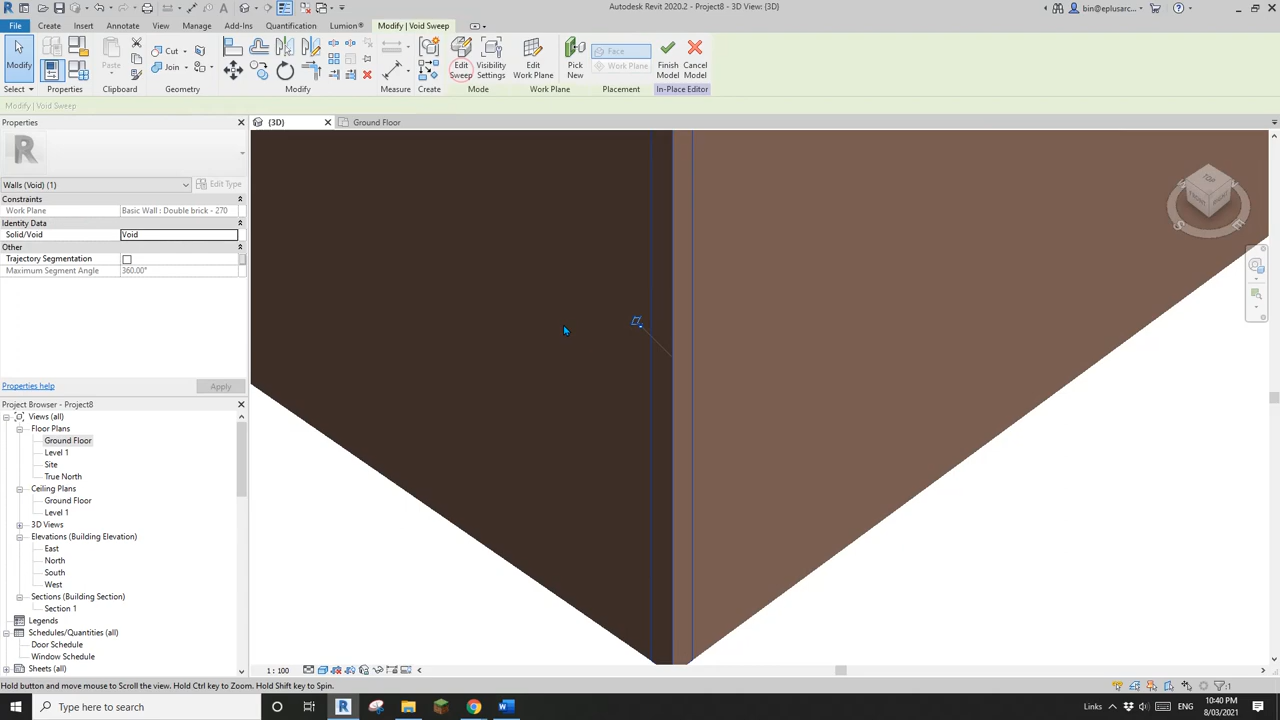 Autodesk Revit 2020.2 - Project8 - 3D View: {3D}
bin@eplusarc...
File Create Insert Annotate View Manage Add-Ins Quantification Lumion® Modify | Void Sweep
Modify Paste Cut Join Edit Sweep Visibility Settings Edit Work Plane Pick New Face Work Plane Finish Model Cancel Model
Select Properties Clipboard Geometry Modify Measure Create Mode Work Plane Placement In-Place Editor
Modify | Void Sweep
Properties
{3D}
Ground Floor
Walls (Void) (1)
Edit Type
Constraints
Work Plane Basic Wall : Double brick - 270
Identity Data
Solid/Void Void
Other
Trajectory Segmentation
Maximum Segment Angle 360.00°
Properties help
Apply
Project Browser - Project8
Views (all)
Floor Plans
Ground Floor
Level 1
Site
True North
Ceiling Plans
Ground Floor
Level 1
3D Views
Elevations (Building Elevation)
East
North
South
West
Sections (Building Section)
Section 1
Legends
Schedules/Quantities (all)
Door Schedule
Window Schedule
Sheets (all)
TOP
FRONT
1 : 100
Hold button and move mouse to Scroll the view. Hold Ctrl key to Zoom. Hold Shift key to Spin.
:1
Type here to search
Links
ENG
10:40 PM
8/03/2021